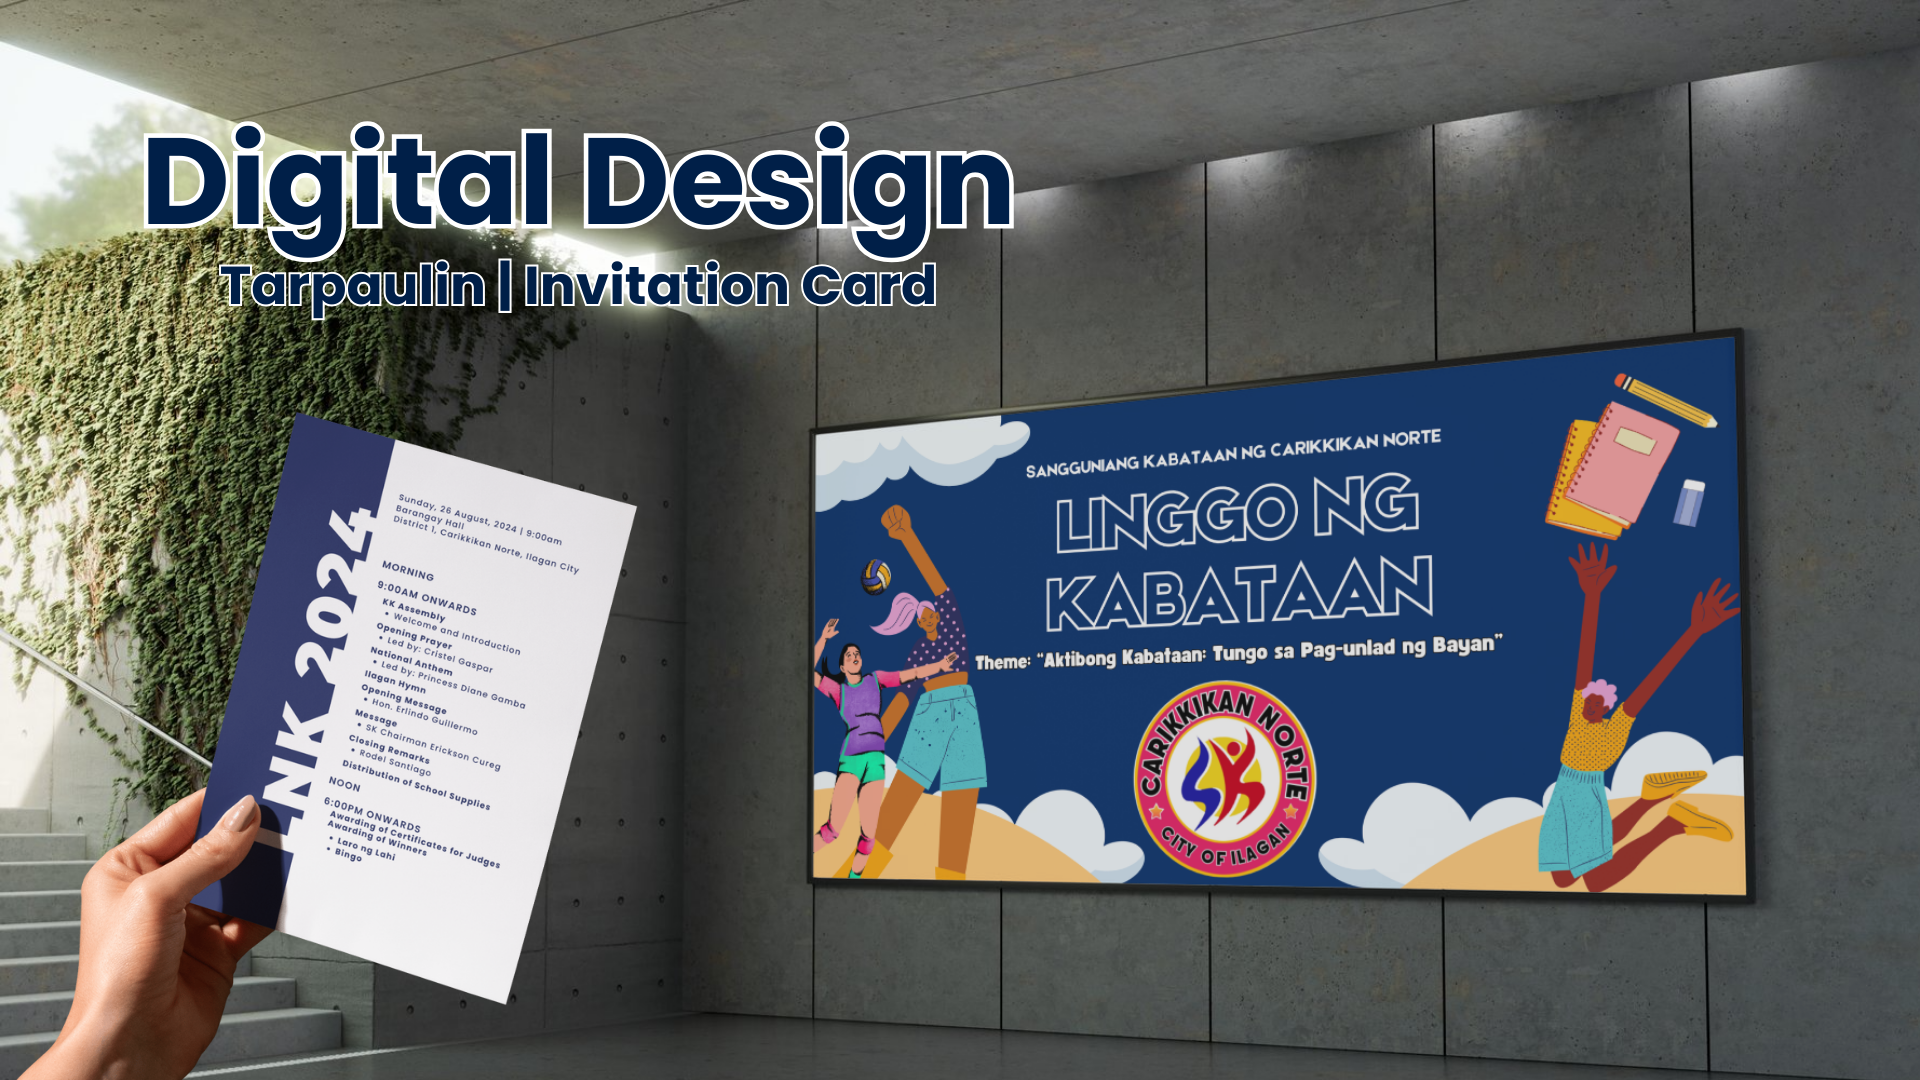 Digital Design
Tarpaulin | Invitation Card
LNK 2024
Sunday, 26 August, 2024 | 9:00am
Barangay Hall
District 1, Carikkikan Norte, Ilagan City
MORNING
9:00AM ONWARDS
KK Assembly
• Welcome and Introduction
Opening Prayer
• Led by: Cristel Gaspar
National Anthem
• Led by: Princess Diane Gamba
Ilagan Hymn
Opening Message
• Hon. Erlindo Guillermo
Message
• SK Chairman Erickson Cureg
Closing Remarks
• Rodel Santiago
Distribution of School Supplies
NOON
6:00PM ONWARDS
Awarding of Certificates for Judges
Awarding of Winners
• Laro ng Lahi
• Bingo
SANGGUNIANG KABATAAN NG CARIKKIKAN NORTE
LINGGO NG
KABATAAN
Theme: "Aktibong Kabataan: Tungo sa Pag-unlad ng Bayan"
CARIKKIKAN NORTE
SK
CITY OF ILAGAN